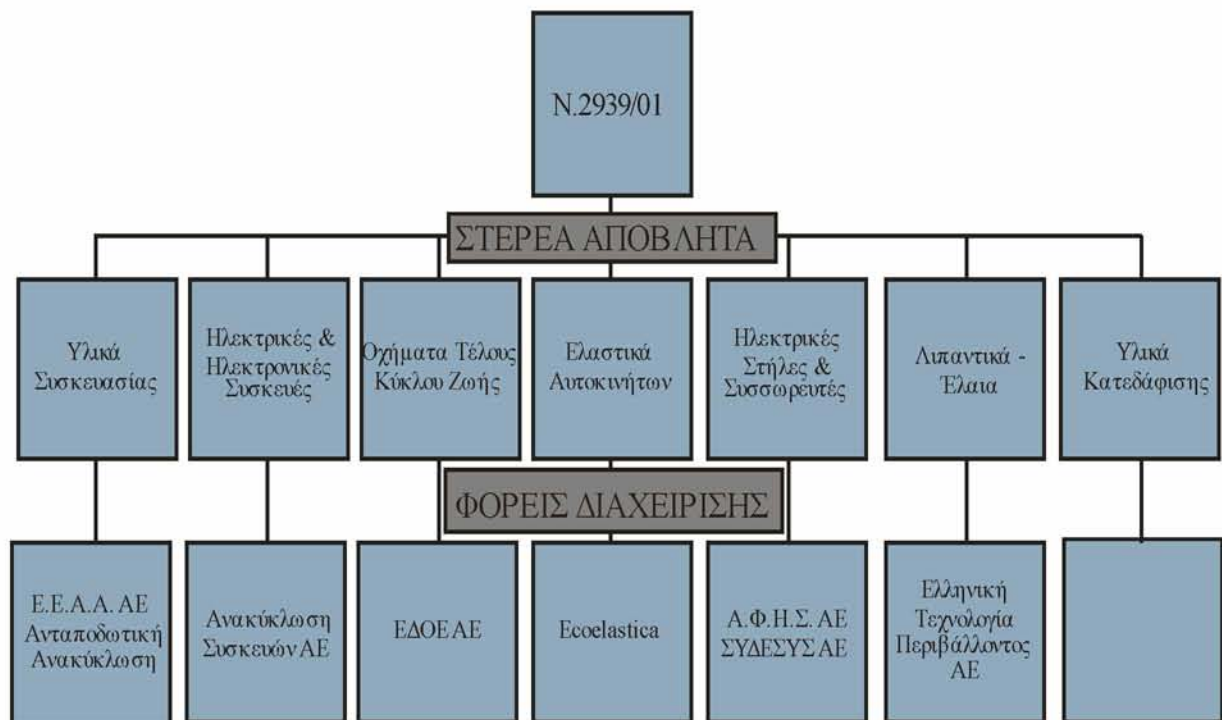 Ν.2939/01
ΣΤΕΡΕΑ ΑΠΟΒΛΗΤΑ
Υλικά
Συσκευασίας
Ηλεκτρικές &
Ηλεκτρονικές
Συσκευές
Οχήματα Τέλους
Κύκλου Ζωής
Ελαστικά
Αυτοκινήτων
Ηλεκτρικές
Στήλες &
Συσσωρευτές
Λιπαντικά -
Έλαια
Υλικά
Κατεδάφισης
ΦΟΡΕΙΣ ΔΙΑΧΕΙΡΙΣΗΣ
Ε.Ε.Α.Α. ΑΕ
Ανταποδωτική
Ανακύκλωση
Ανακύκλωση
Συσκευών ΑΕ
ΕΔΟΕ ΑΕ
Ecoelastica
Α.Φ.Η.Σ. ΑΕ
ΣΥΔΕΣΥΣ ΑΕ
Ελληνική
Τεχνολογία
Περιβάλλοντος
ΑΕ